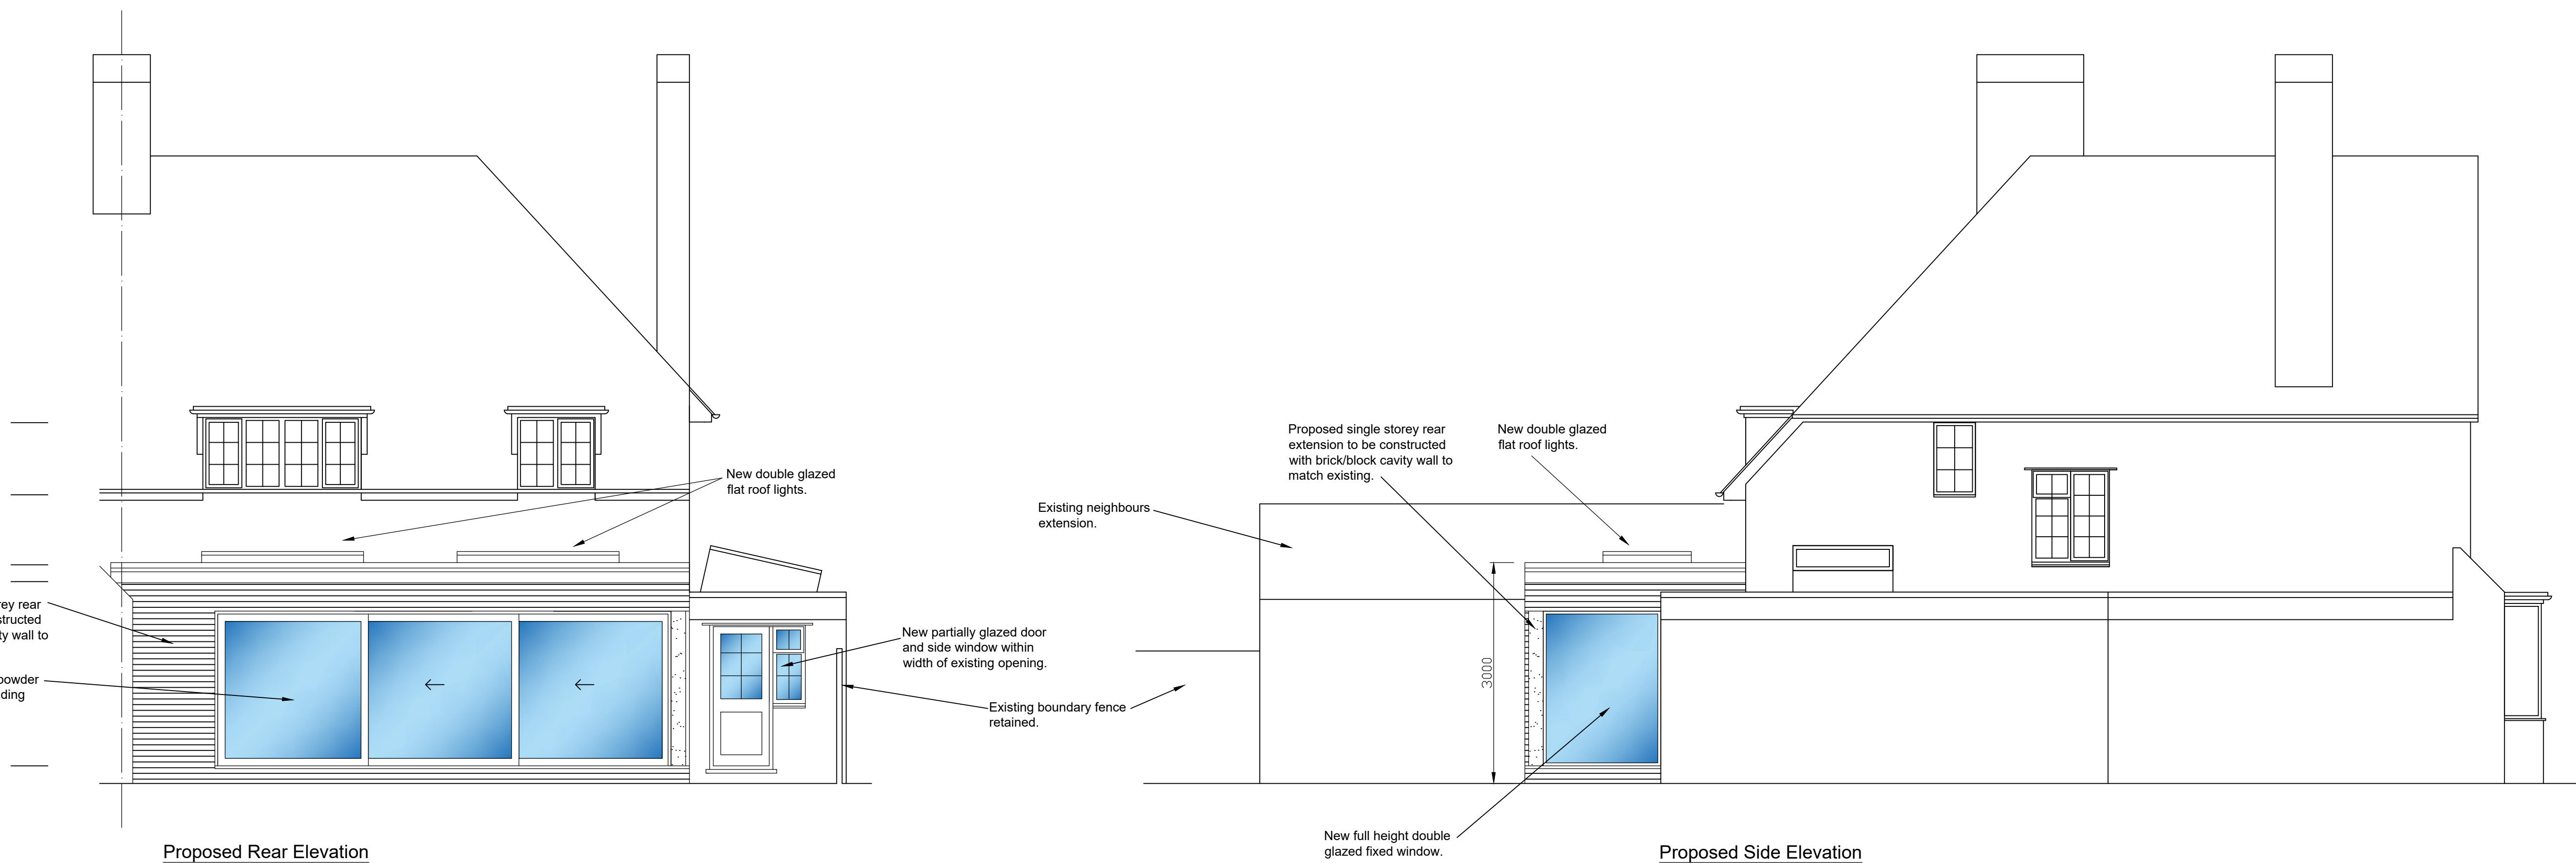 New double glazed
flat roof lights.
rey rear
structed
ty wall to
powder
ding
New partially glazed door
and side window within
width of existing opening.
Existing boundary fence
retained.
Proposed Rear Elevation
Existing neighbours
extension.
Proposed single storey rear
extension to be constructed
with brick/block cavity wall to
match existing.
New double glazed
flat roof lights.
3000
New full height double
glazed fixed window.
Proposed Side Elevation